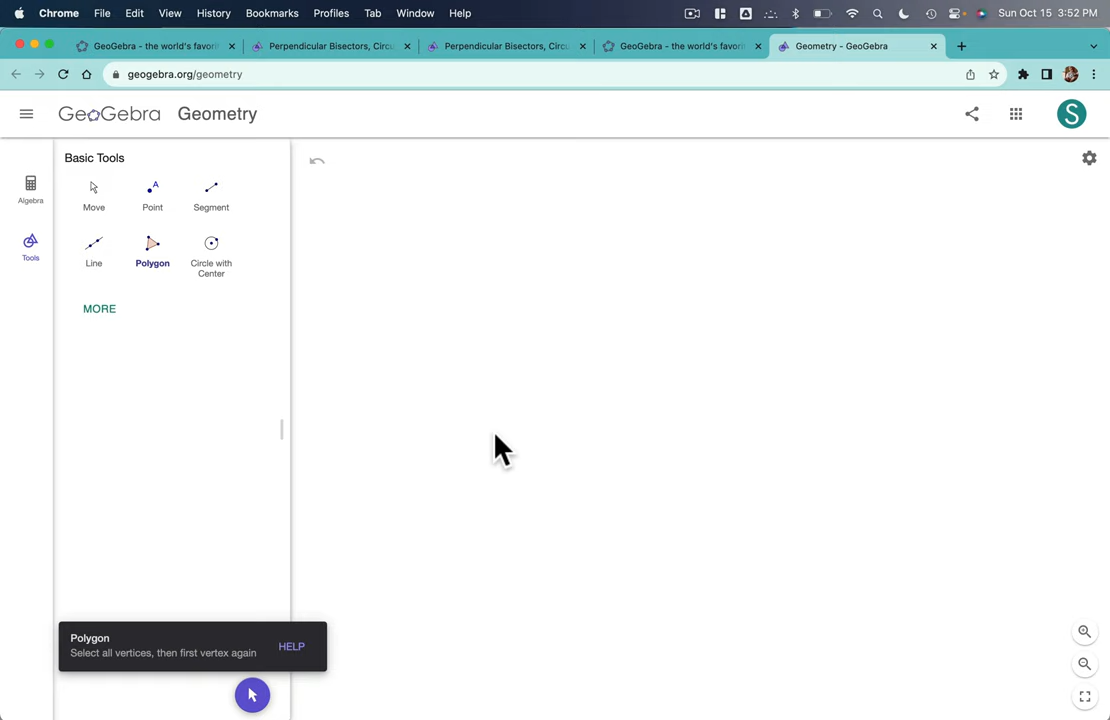 Chrome File Edit View History Bookmarks Profiles Tab Window Help Sun Oct 15 3:52 PM
GeoGebra - the world's favori Perpendicular Bisectors, Circu Perpendicular Bisectors, Circu GeoGebra - the world's favori Geometry - GeoGebra
geogebra.org/geometry
GeoGebra Geometry S
Basic Tools
Algebra
Tools
Move Point Segment
Line Polygon Circle with
Center
MORE
Polygon
Select all vertices, then first vertex again
HELP